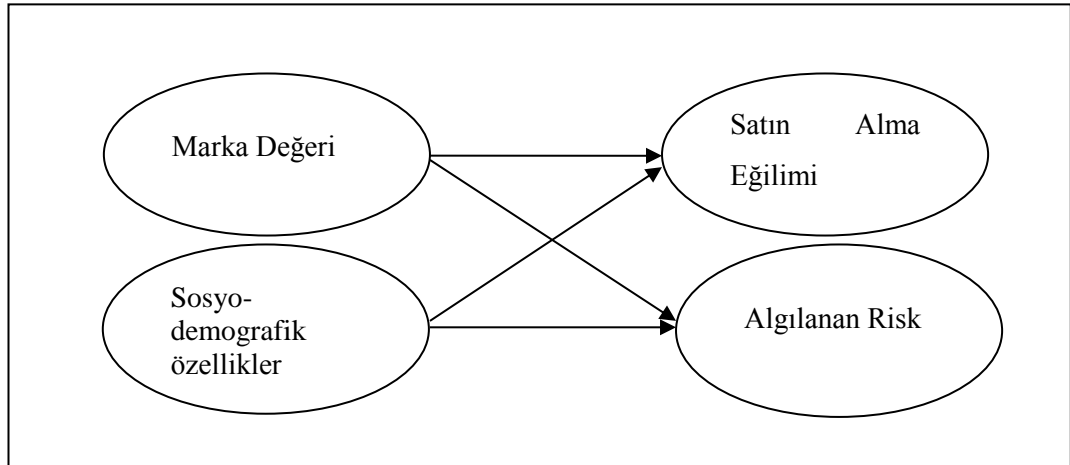 Marka Değeri
Satın Alma
Eğilimi
Sosyo-
demografik
özellikler
Algılanan Risk